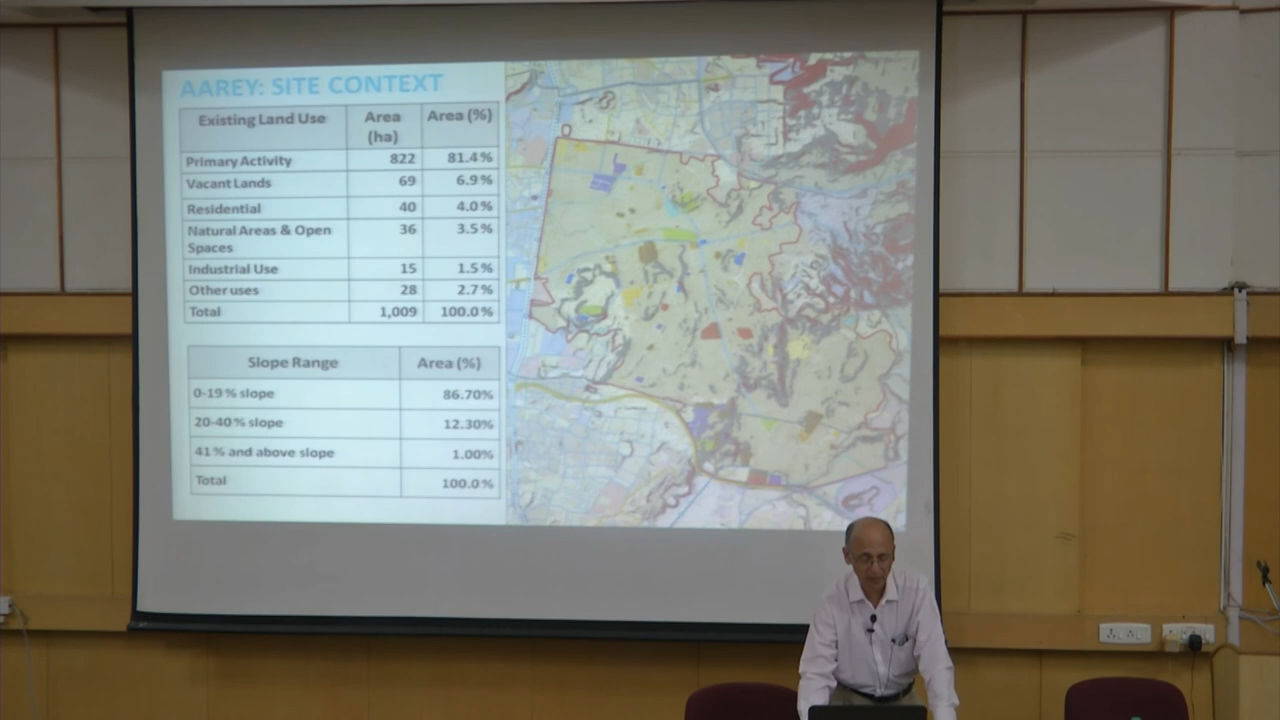 AAREY: SITE CONTEXT
Existing Land Use Area (ha) Area (%)
Primary Activity 822 81.4%
Vacant Lands 69 6.9%
Residential 40 4.0%
Natural Areas & Open Spaces 36 3.5%
Industrial Use 15 1.5%
Other uses 28 2.7%
Total 1,009 100.0%
Slope Range Area (%)
0-19% slope 86.70%
20-40% slope 12.30%
41% and above slope 1.00%
Total 100.0%